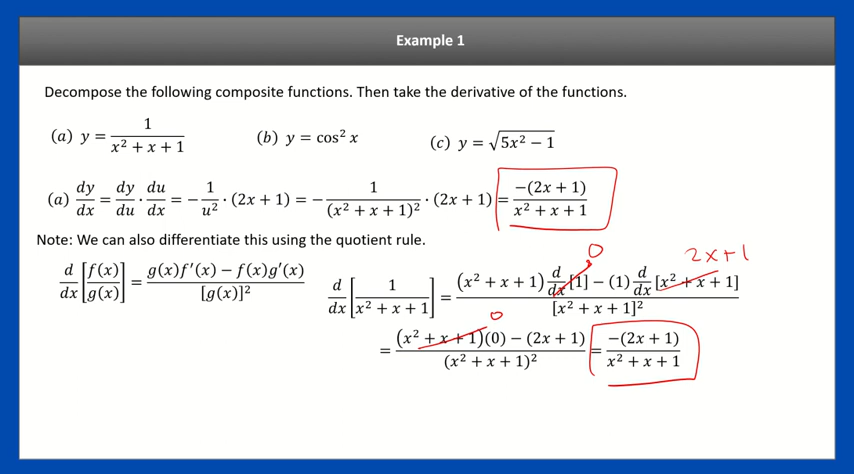 Example 1
Decompose the following composite functions. Then take the derivative of the functions.
(a) y = 1/(x² + x + 1) (b) y = cos² x (c) y = √(5x² − 1)
(a) dy/dx = dy/du · du/dx = −1/u² · (2x + 1) = −1/(x² + x + 1)² · (2x + 1) = −(2x + 1)/(x² + x + 1)
Note: We can also differentiate this using the quotient rule.
0 2x+1
d/dx [f(x)/g(x)] = (g(x)f′(x) − f(x)g′(x))/[g(x)]² d/dx [1/(x² + x + 1)] = ((x² + x + 1) d/dx [1] − (1) d/dx [x² + x + 1])/[x² + x + 1]²
0
= ((x² + x + 1)(0) − (2x + 1))/(x² + x + 1)² = −(2x + 1)/(x² + x + 1)